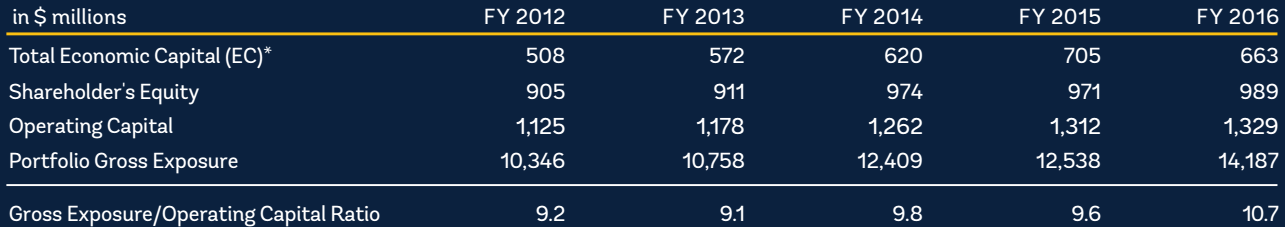 in $ millions FY 2012 FY 2013 FY 2014 FY 2015 FY 2016
Total Economic Capital (EC)* 508 572 620 705 663
Shareholder's Equity 905 911 974 971 989
Operating Capital 1,125 1,178 1,262 1,312 1,329
Portfolio Gross Exposure 10,346 10,758 12,409 12,538 14,187
Gross Exposure/Operating Capital Ratio 9.2 9.1 9.8 9.6 10.7